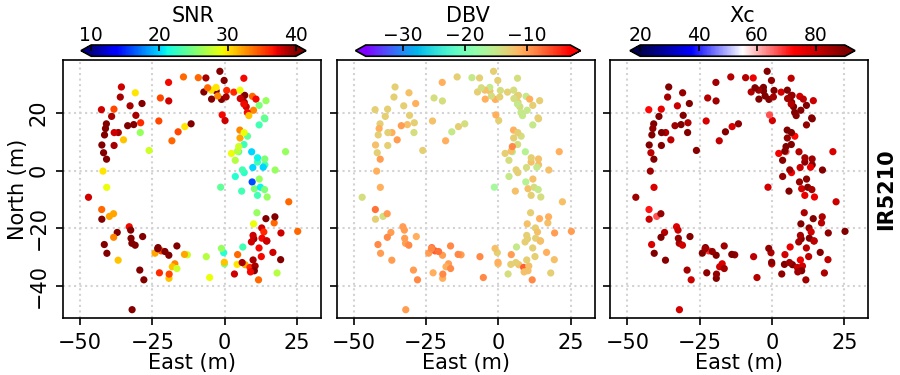 SNR DBV Xc
10 20 30 40 −30 −20 −10 20 40 60 80
20
0
−20
−40
North (m)
IR5210
−50 −25 0 25 −50 −25 0 25 −50 −25 0 25
East (m) East (m) East (m)